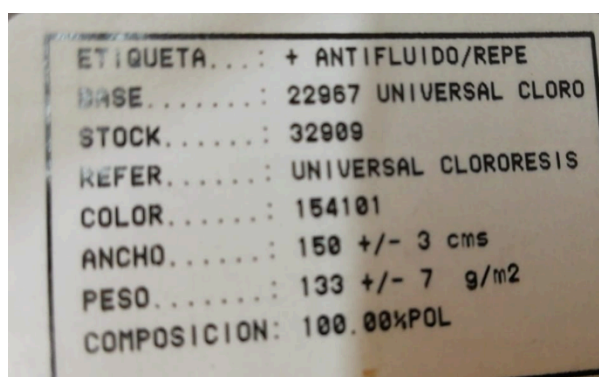 ETIQUETA...: + ANTIFLUIDO/REPE
BASE.......: 22967 UNIVERSAL CLORO
STOCK......: 32909
REFER......: UNIVERSAL CLORORESIS
COLOR......: 154101
ANCHO......: 150 +/- 3 cms
PESO.......: 133 +/- 7 g/m2
COMPOSICION: 100.00%POL